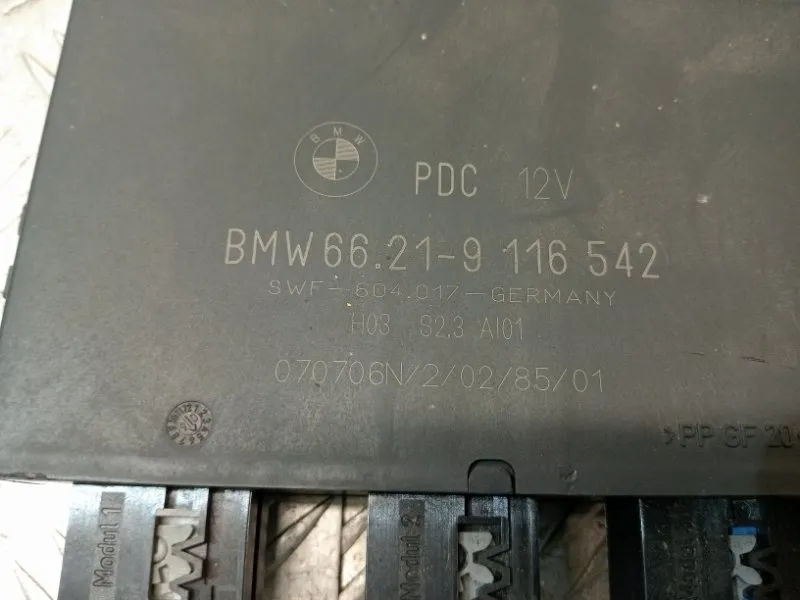 BMW
PDC 12V
BMW 66.21-9 116 542
SWF-604.017-GERMANY
H03 S2.3 AI01
070706N/2/02/85/01
>PP GF 20<
Modul 1
Modul 2